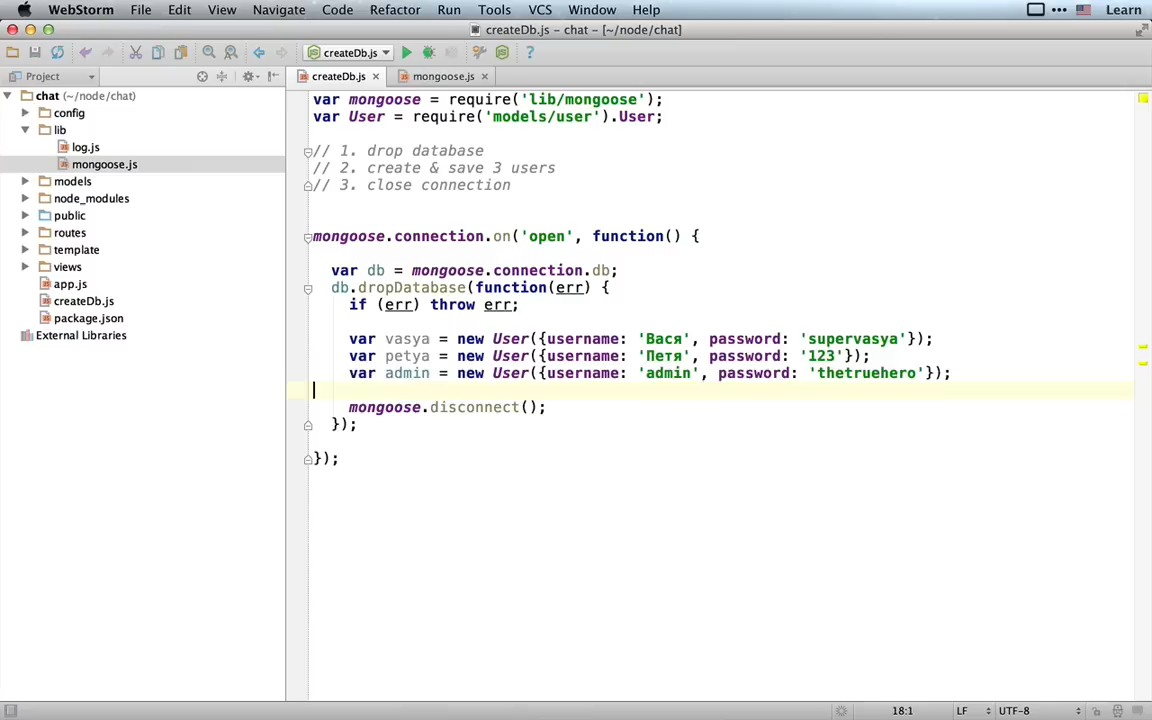 WebStorm File Edit View Navigate Code Refactor Run Tools VCS Window Help Learn
createDb.js – chat - [~/node/chat]
createDb.js
Project
createDb.js
mongoose.js
chat (~/node/chat)
config
lib
log.js
mongoose.js
models
node_modules
public
routes
template
views
app.js
createDb.js
package.json
External Libraries
var mongoose = require('lib/mongoose');
var User = require('models/user').User;
// 1. drop database
// 2. create & save 3 users
// 3. close connection
mongoose.connection.on('open', function() {
var db = mongoose.connection.db;
db.dropDatabase(function(err) {
if (err) throw err;
var vasya = new User({username: 'Вася', password: 'supervasya'});
var petya = new User({username: 'Петя', password: '123'});
var admin = new User({username: 'admin', password: 'thetruehero'});
mongoose.disconnect();
});
});
18:1 LF UTF-8